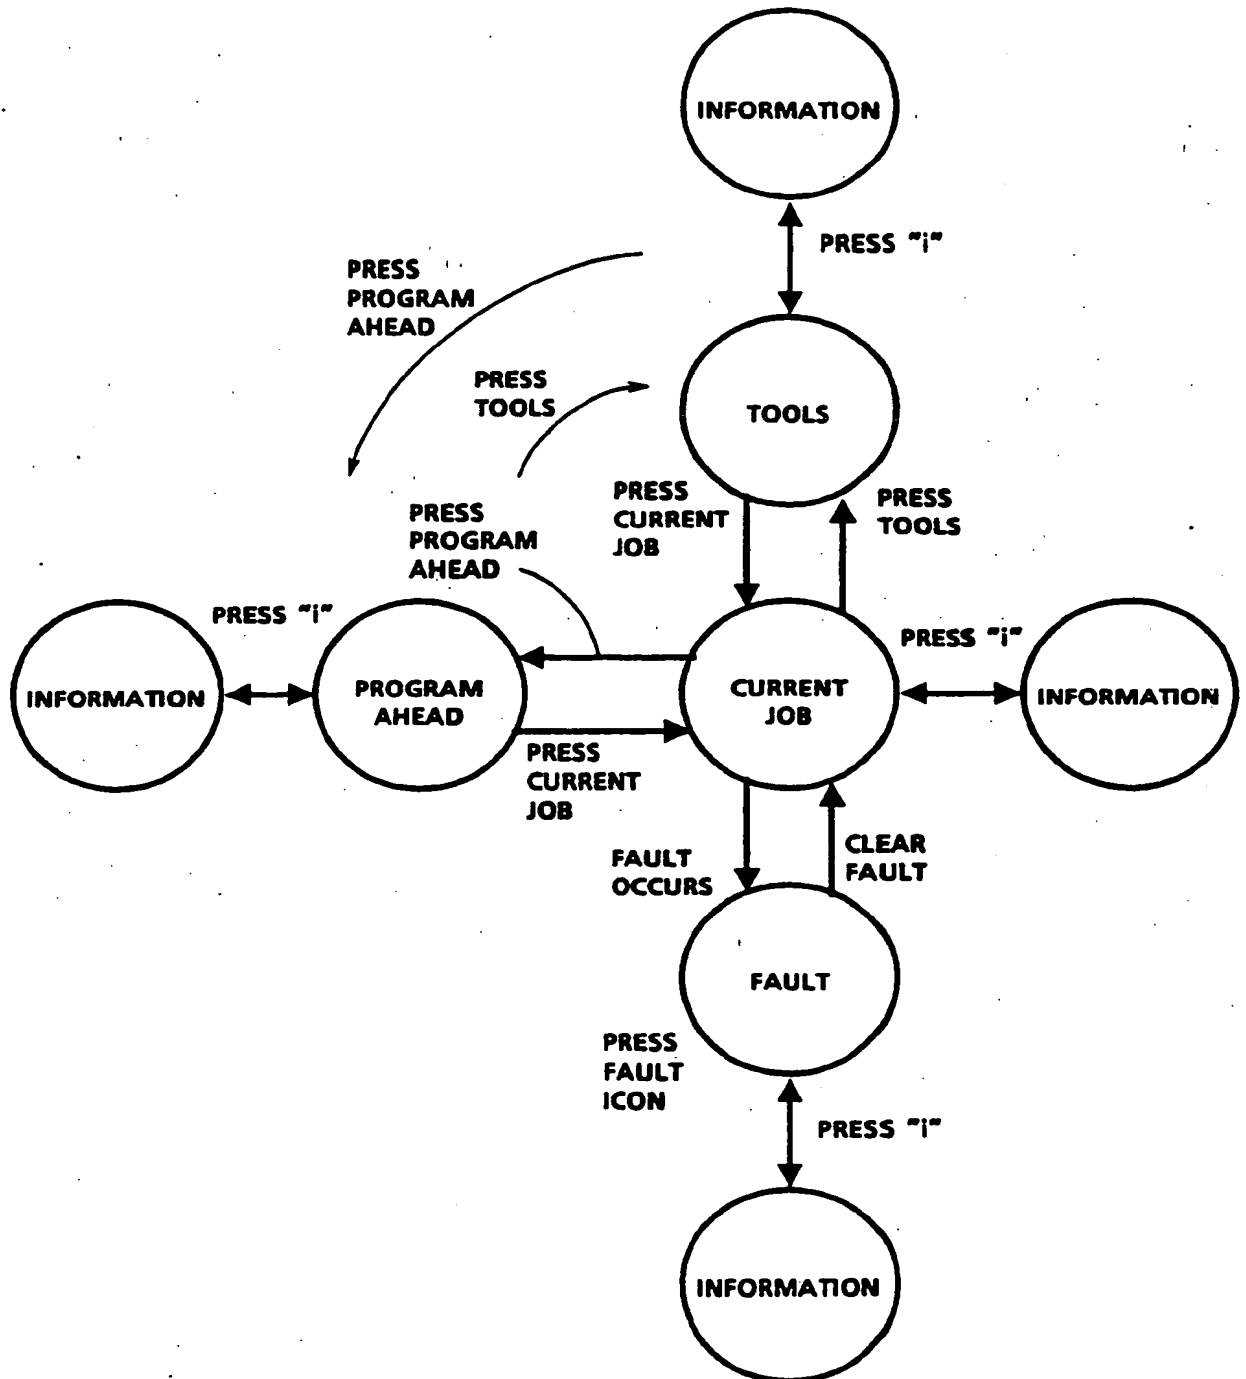 INFORMATION
PRESS "i"
PRESS
PROGRAM
AHEAD
PRESS
TOOLS
TOOLS
PRESS
CURRENT
JOB
PRESS
TOOLS
PRESS
PROGRAM
AHEAD
PRESS "i"
PRESS "i"
INFORMATION
PROGRAM
AHEAD
CURRENT
JOB
INFORMATION
PRESS
CURRENT
JOB
FAULT
OCCURS
CLEAR
FAULT
FAULT
PRESS
FAULT
ICON
PRESS "i"
INFORMATION